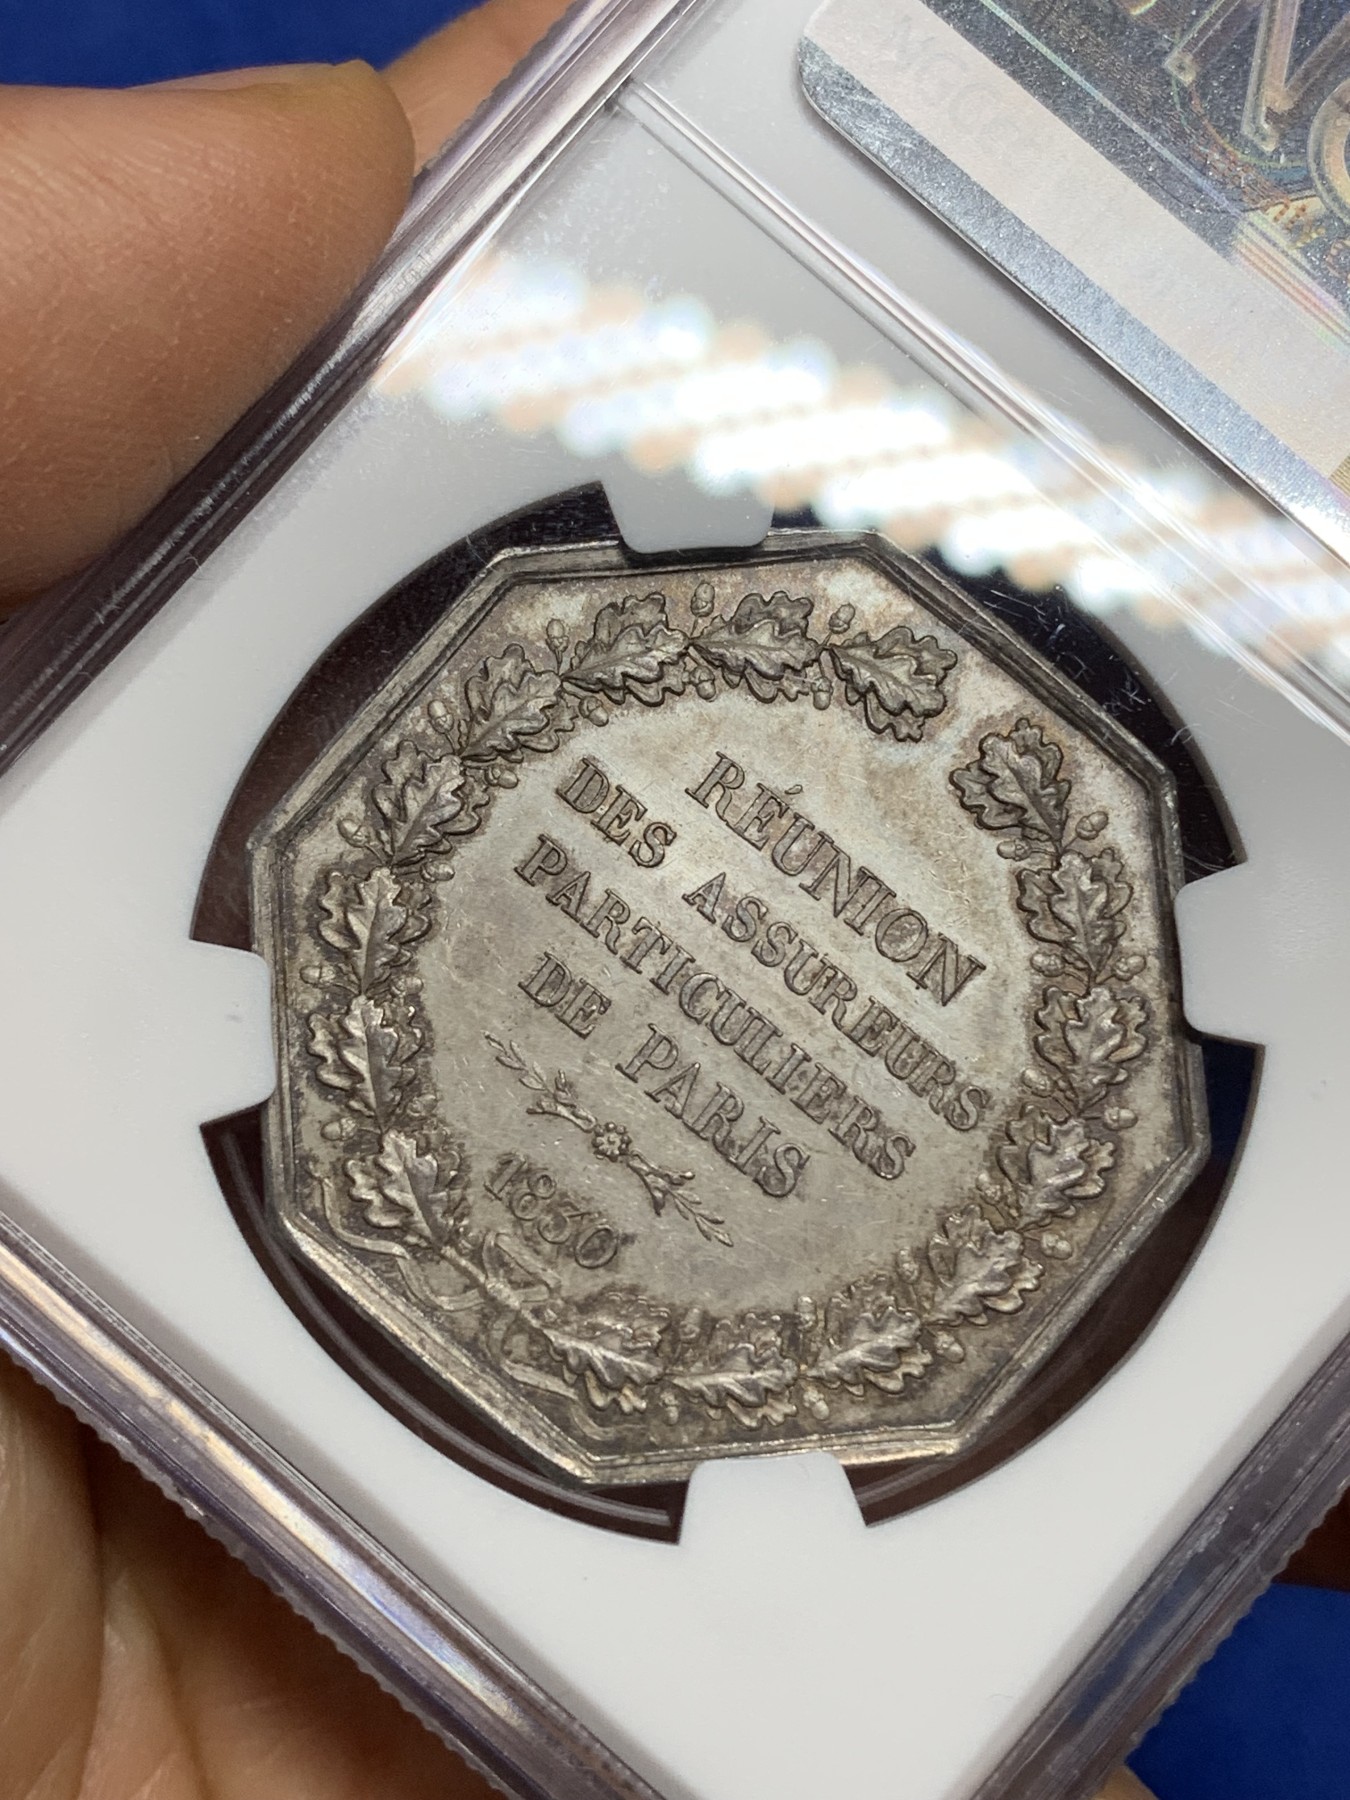 RÉUNION
DES ASSUREURS
PARTICULIERS
DE PARIS
1830